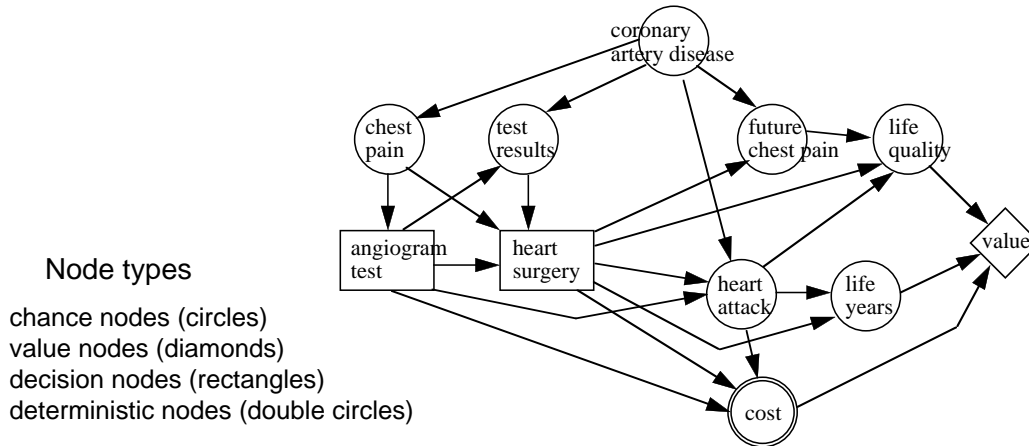 coronary
artery disease
chest
pain
test
results
future
chest pain
life
quality
angiogram
test
heart
surgery
value
heart
attack
life
years
cost
Node types
chance nodes (circles)
value nodes (diamonds)
decision nodes (rectangles)
deterministic nodes (double circles)